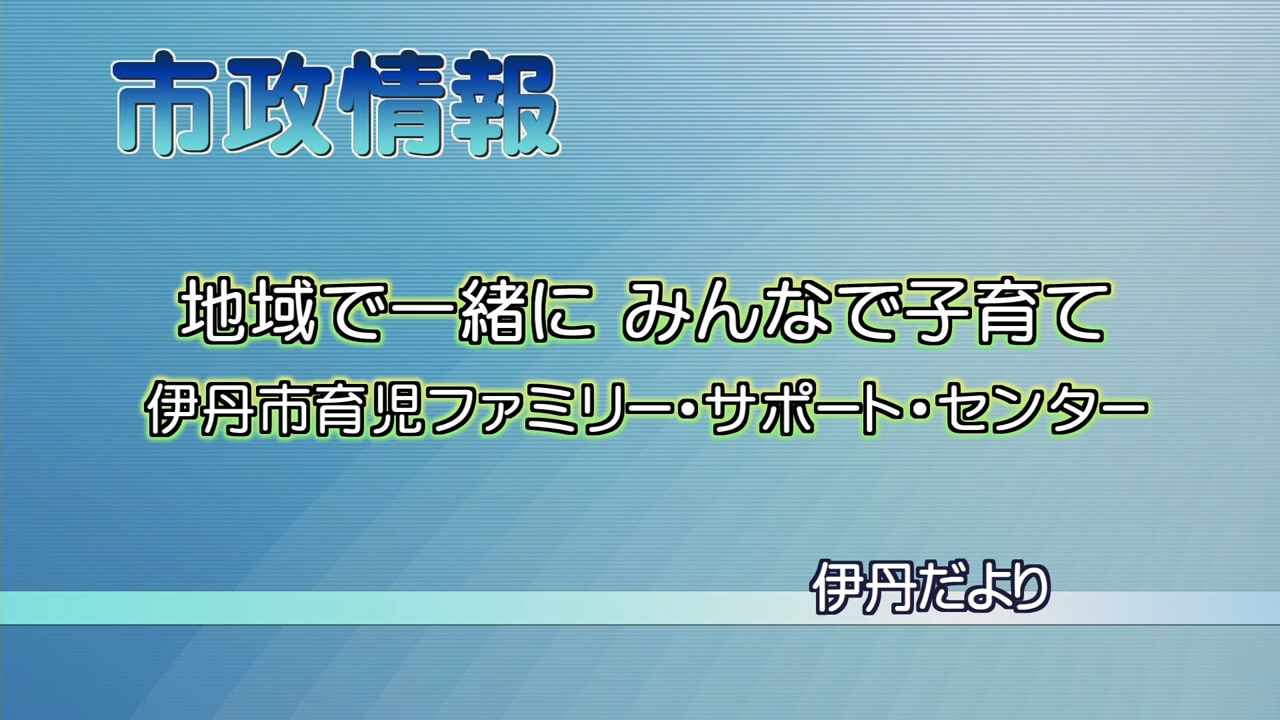 市政情報
地域で一緒に みんなで子育て
伊丹市育児ファミリー・サポート・センター
伊丹だより